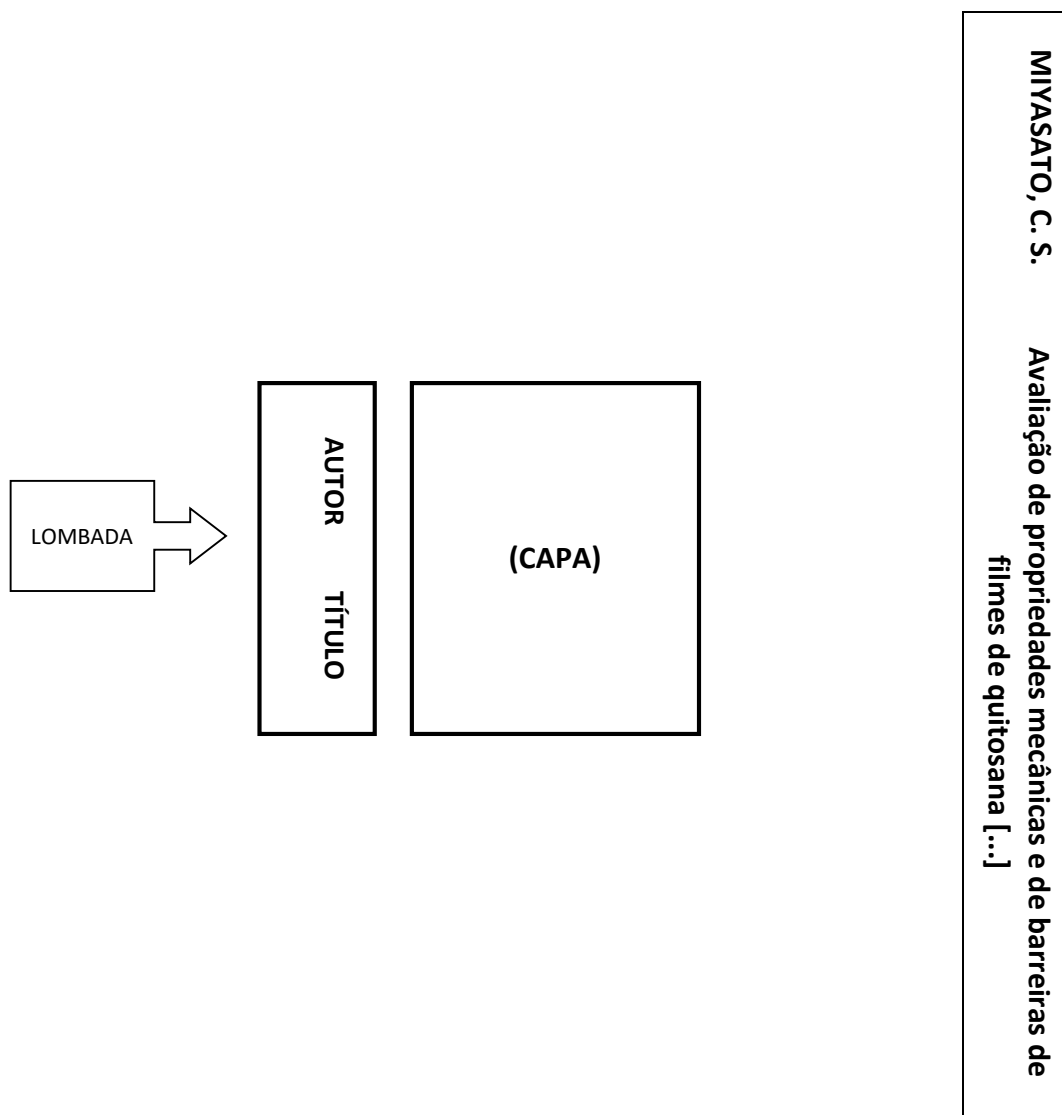 LOMBADA
AUTOR TÍTULO
(CAPA)
MIYASATO, C. S. Avaliação de propriedades mecânicas e de barreiras de
filmes de quitosana [...]